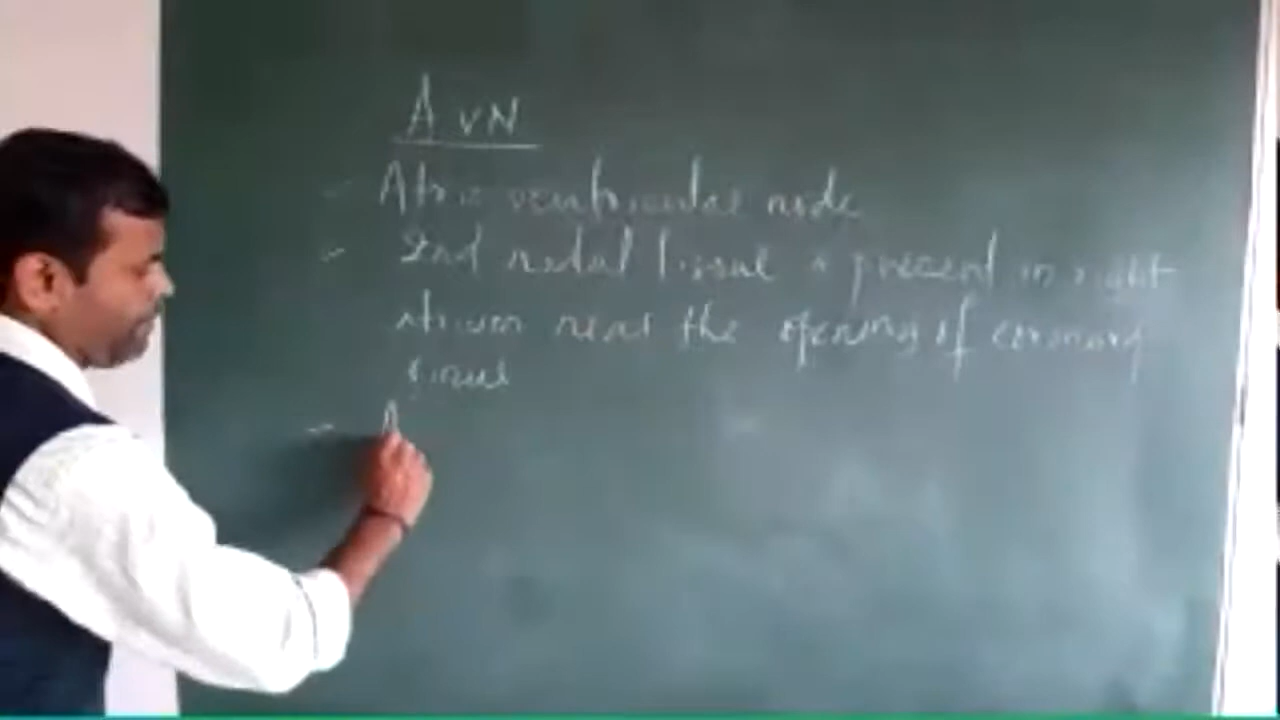 AVN
- Atrio ventricular node
- 2nd nodal tissue & present in right
atrium near the opening of coronary
sinus
- A